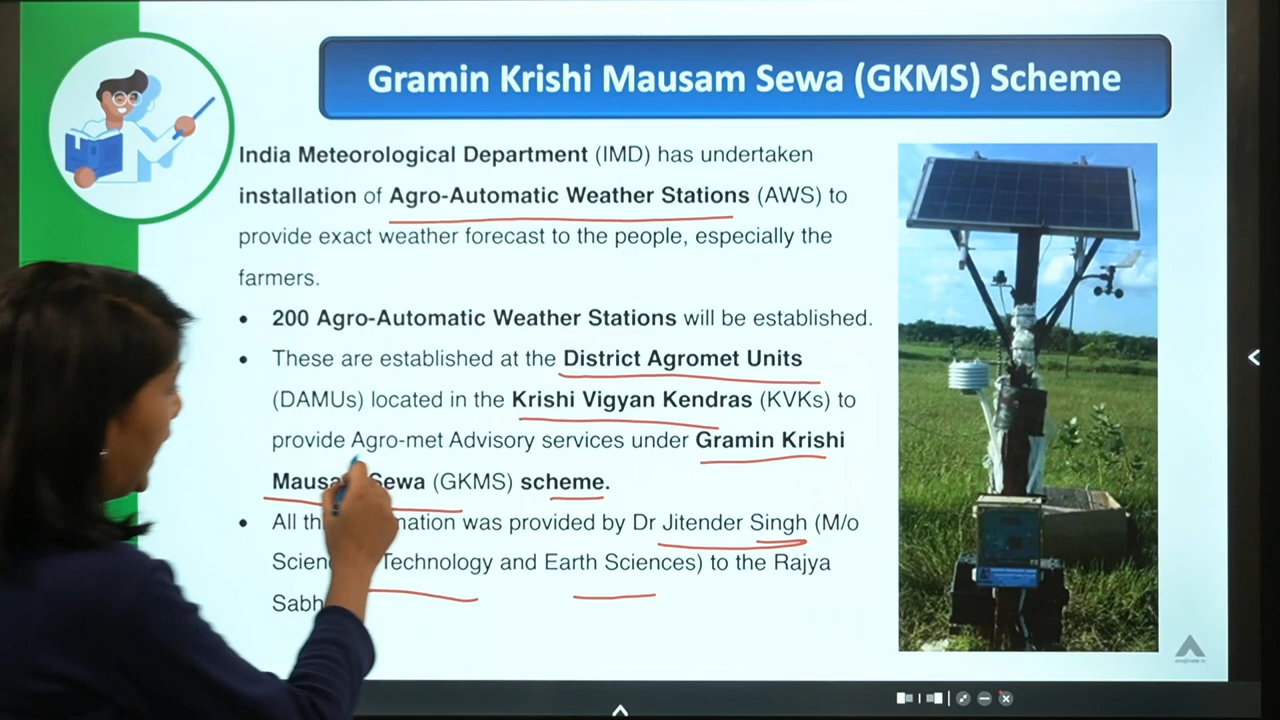 Gramin Krishi Mausam Sewa (GKMS) Scheme
India Meteorological Department (IMD) has undertaken
installation of Agro-Automatic Weather Stations (AWS) to
provide exact weather forecast to the people, especially the
farmers.
• 200 Agro-Automatic Weather Stations will be established.
• These are established at the District Agromet Units
(DAMUs) located in the Krishi Vigyan Kendras (KVKs) to
provide Agro-met Advisory services under Gramin Krishi
Sewa (GKMS) scheme.
• All was provided by Dr Jitender Singh (M/o
Technology and Earth Sciences) to the Rajya